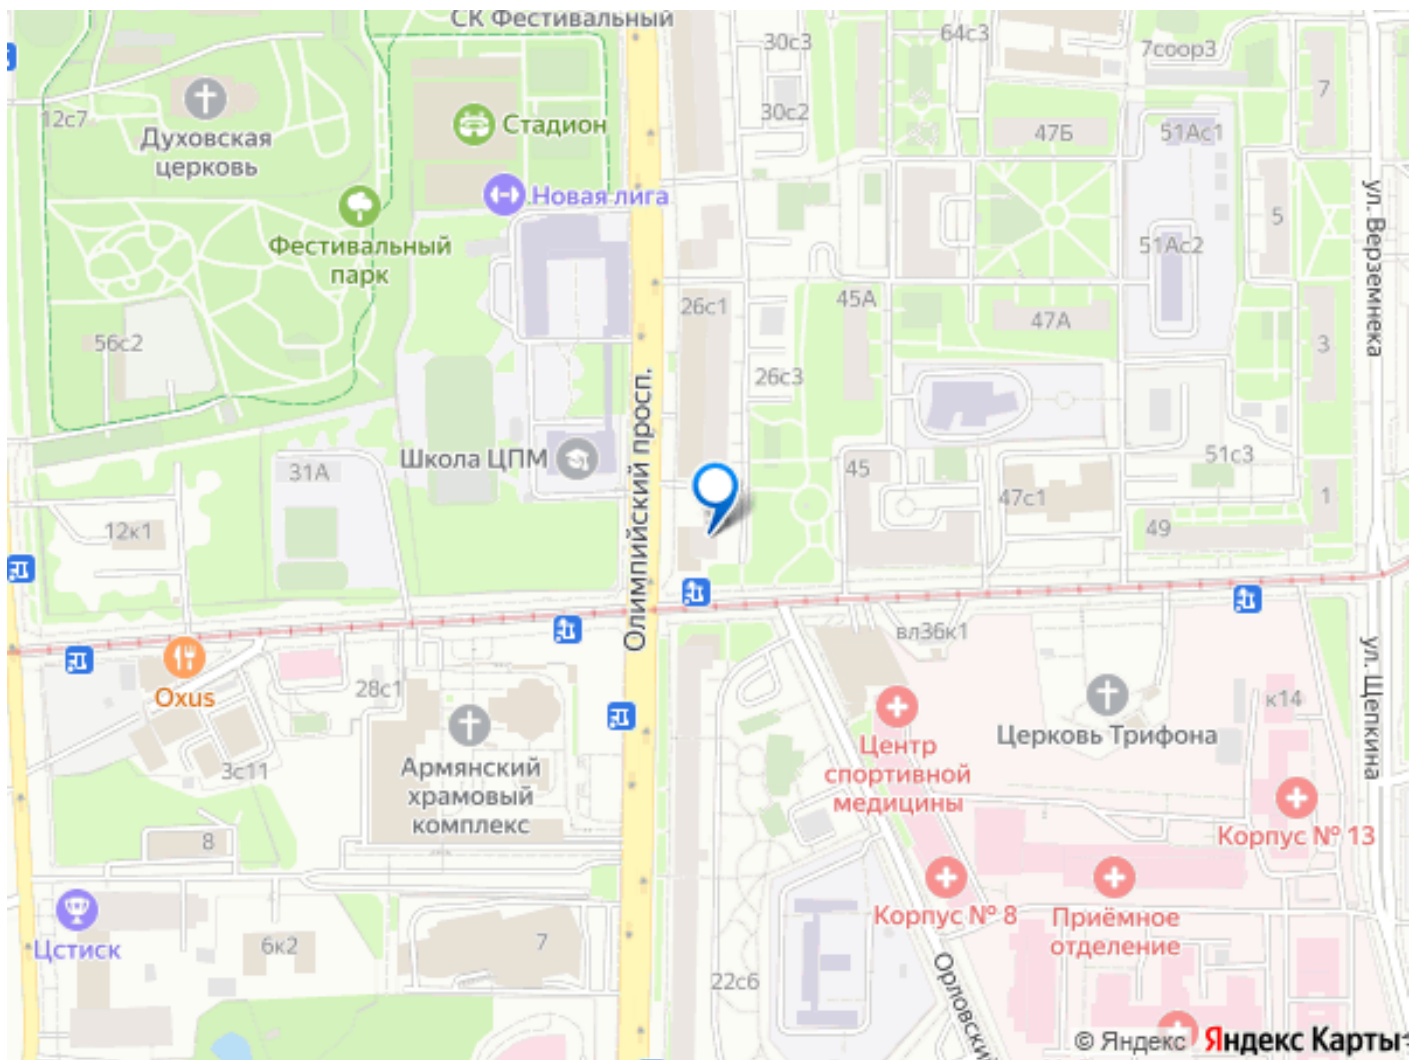 СК Фестивальный
30с3
64с3
7соор3
7
12с7
Духовская
церковь
Стадион
30с2
47Б
51Ас1
Новая лига
ул. Верземнека
5
Фестивальный
парк
51Ас2
26с1
45А
47А
56с2
3
26с3
Олимпийский просп.
Школа ЦПМ
31А
45
51с3
47с1
1
12к1
49
вл36к1
ул. Щепкина
Oxus
28с1
к14
Церковь Трифона
Центр
спортивной
медицины
Армянский
храмовый
комплекс
3с11
8
Корпус № 13
Корпус № 8
Приёмное
отделение
Цстиск
6к2
7
22с6
Орловский
© Яндекс Яндекс Карты